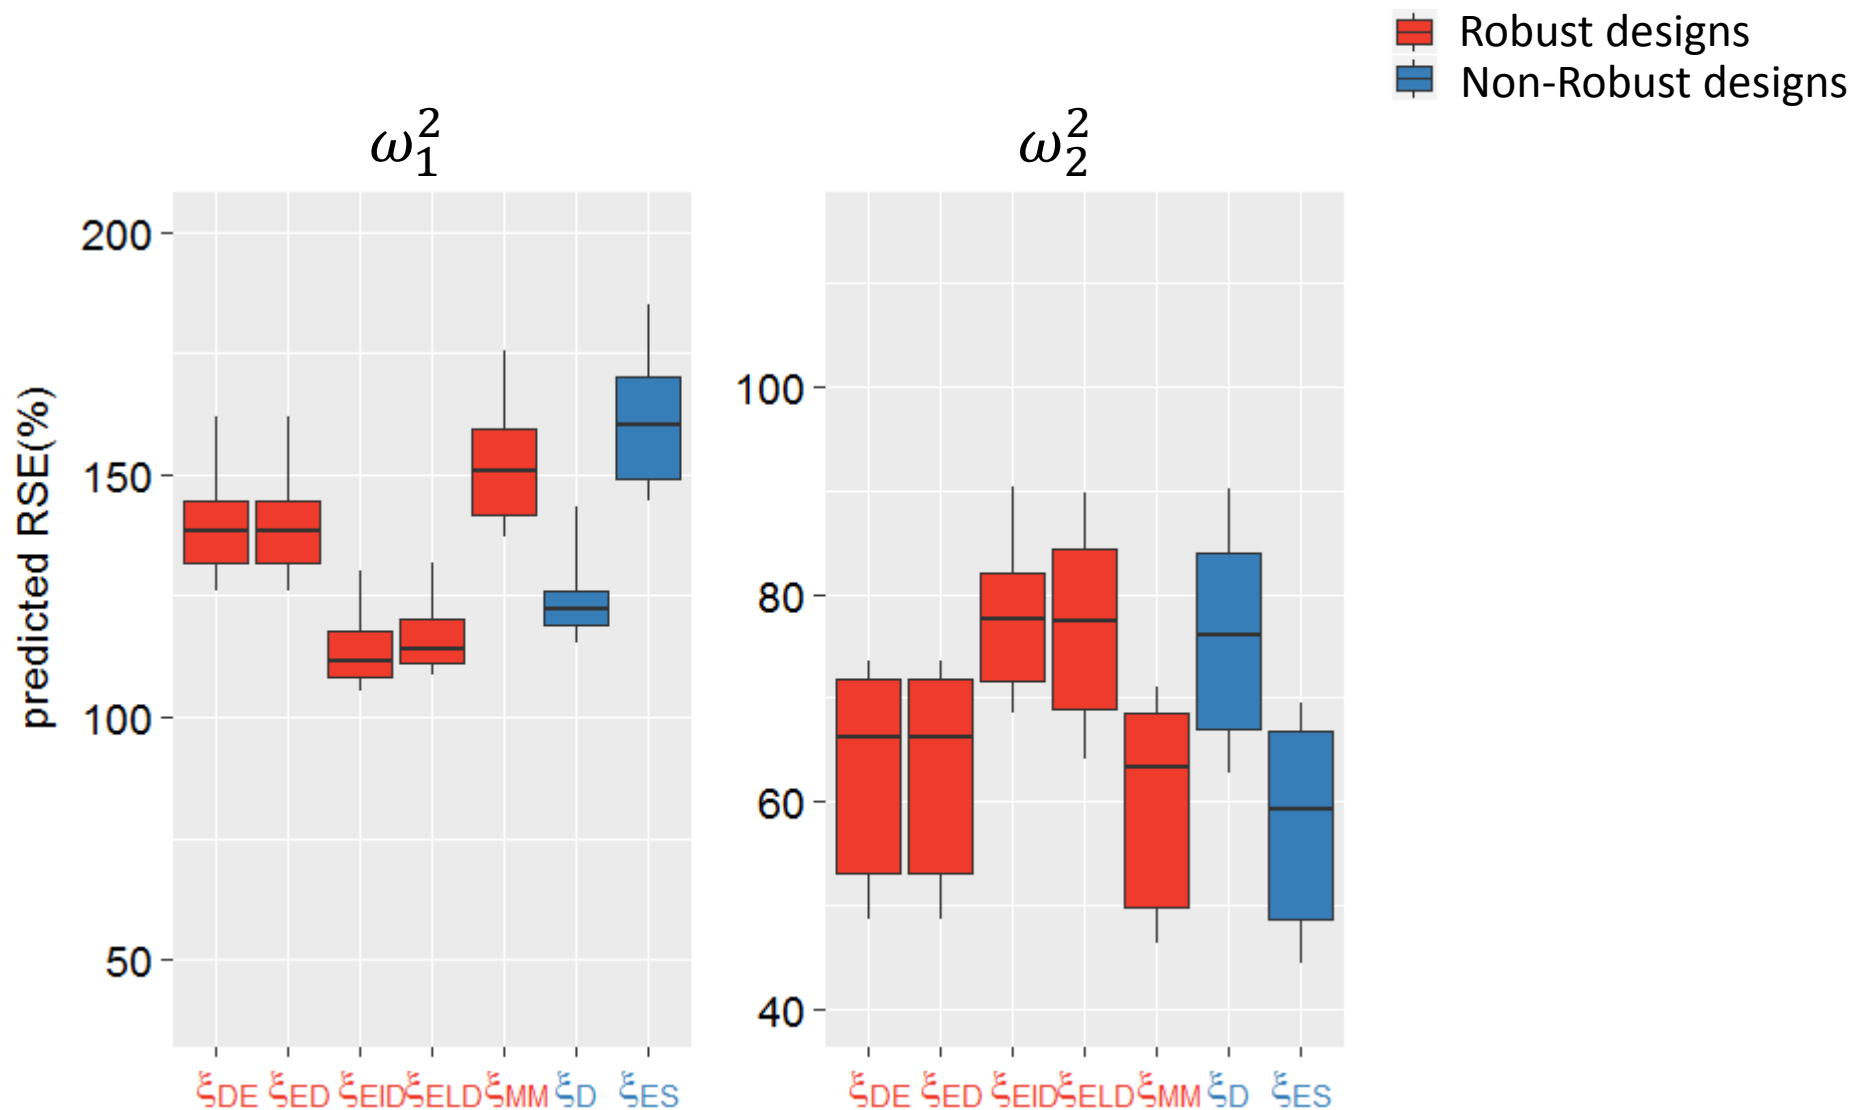 Robust designs
Non-Robust designs
ω₁²
ω₂²
predicted RSE(%)
200
150
100
50
100
80
60
40
ξDE ξED ξEID ξELD ξMM ξD ξES
ξDE ξED ξEID ξELD ξMM ξD ξES